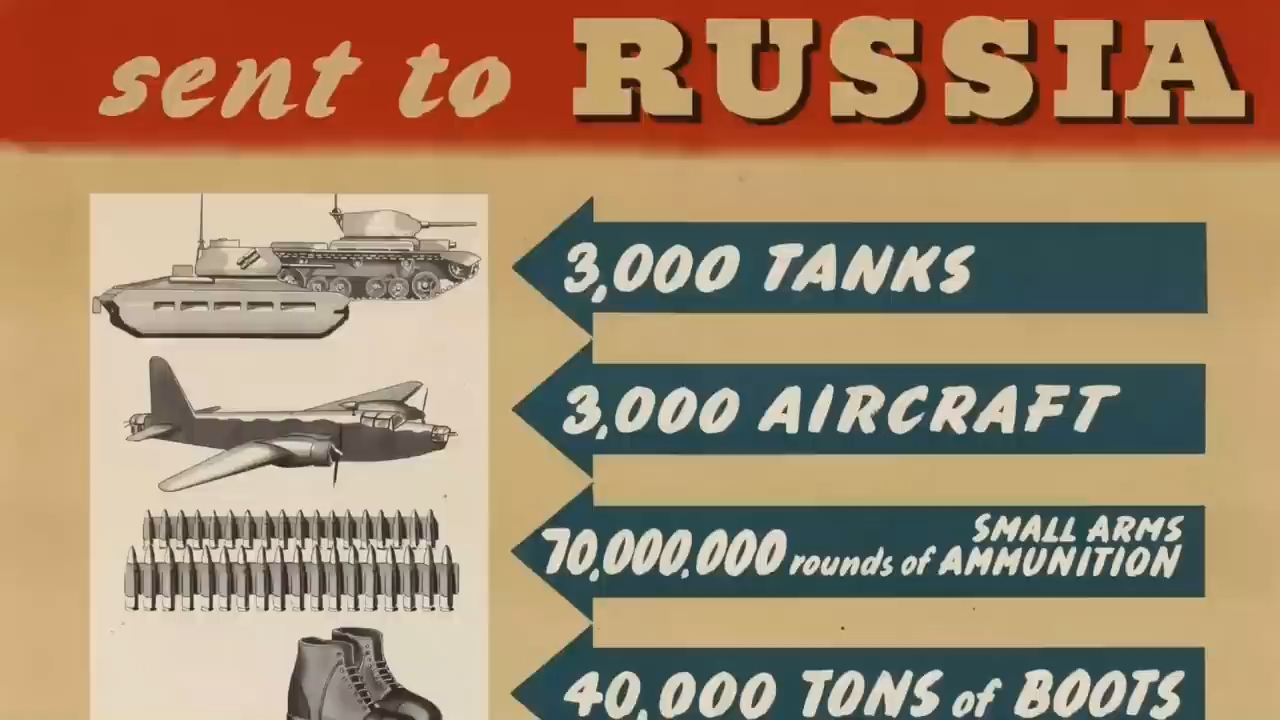 sent to RUSSIA
3,000 TANKS
3,000 AIRCRAFT
70,000,000 rounds of SMALL ARMS AMMUNITION
40,000 TONS of BOOTS